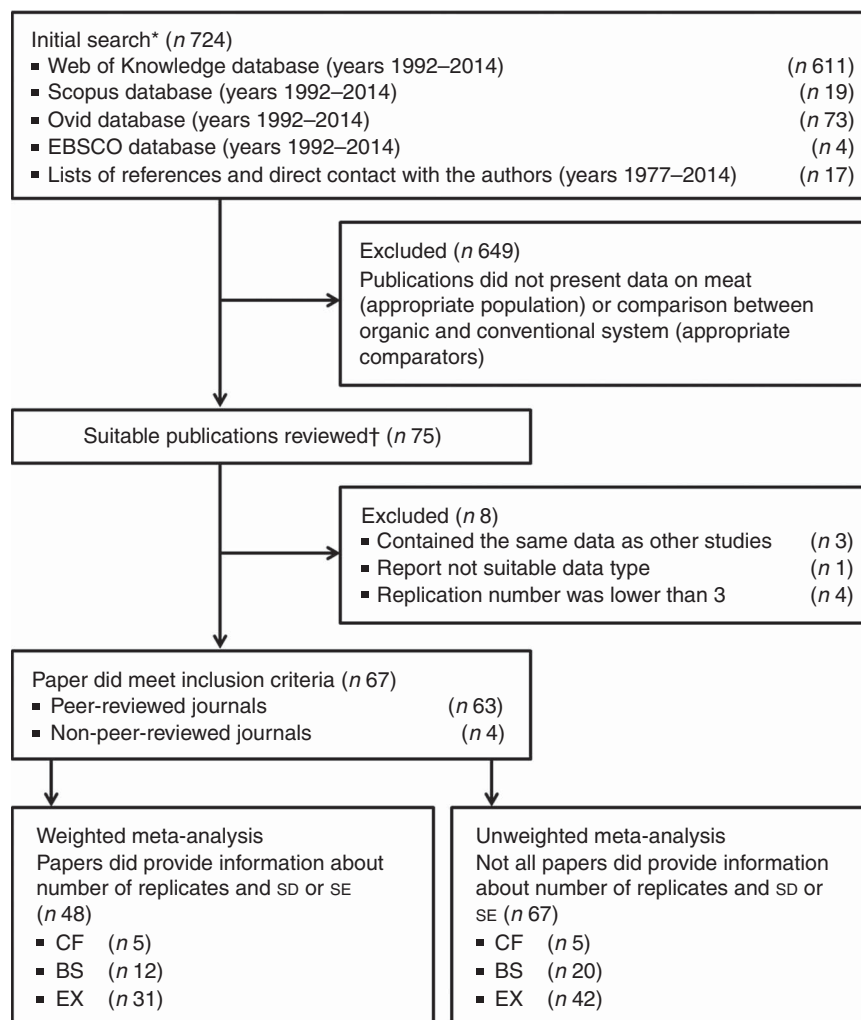 Initial search* (n 724)
▪ Web of Knowledge database (years 1992–2014) (n 611)
▪ Scopus database (years 1992–2014) (n 19)
▪ Ovid database (years 1992–2014) (n 73)
▪ EBSCO database (years 1992–2014) (n 4)
▪ Lists of references and direct contact with the authors (years 1977–2014) (n 17)
Excluded (n 649)
Publications did not present data on meat
(appropriate population) or comparison between
organic and conventional system (appropriate
comparators)
Suitable publications reviewed† (n 75)
Excluded (n 8)
▪ Contained the same data as other studies (n 3)
▪ Report not suitable data type (n 1)
▪ Replication number was lower than 3 (n 4)
Paper did meet inclusion criteria (n 67)
▪ Peer-reviewed journals (n 63)
▪ Non-peer-reviewed journals (n 4)
Weighted meta-analysis
Papers did provide information about
number of replicates and SD or SE
(n 48)
▪ CF (n 5)
▪ BS (n 12)
▪ EX (n 31)
Unweighted meta-analysis
Not all papers did provide information
about number of replicates and SD or
SE (n 67)
▪ CF (n 5)
▪ BS (n 20)
▪ EX (n 42)